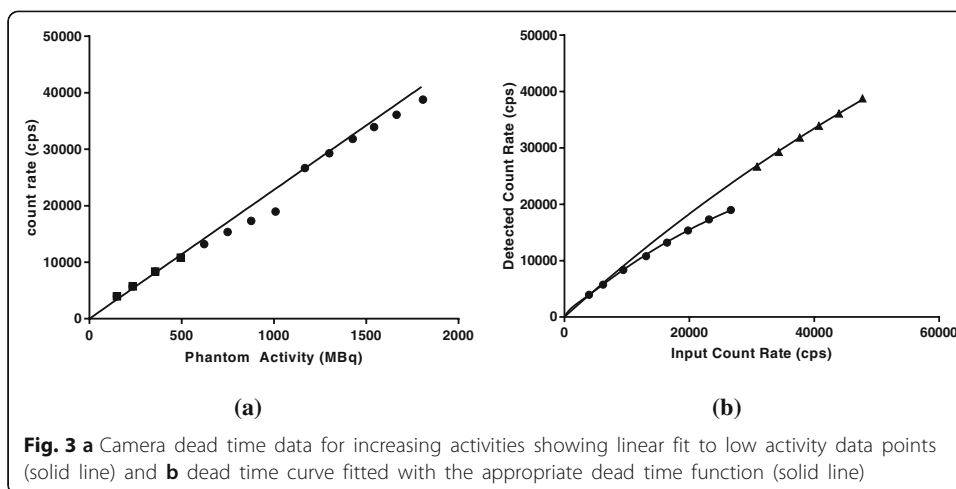 50000
40000
30000
20000
10000
0
count rate (cps)
0 500 1000 1500 2000
Phantom Activity (MBq)
(a)
50000
40000
30000
20000
10000
0
Detected Count Rate (cps)
0 20000 40000 60000
Input Count Rate (cps)
(b)
Fig. 3 a Camera dead time data for increasing activities showing linear fit to low activity data points
(solid line) and b dead time curve fitted with the appropriate dead time function (solid line)